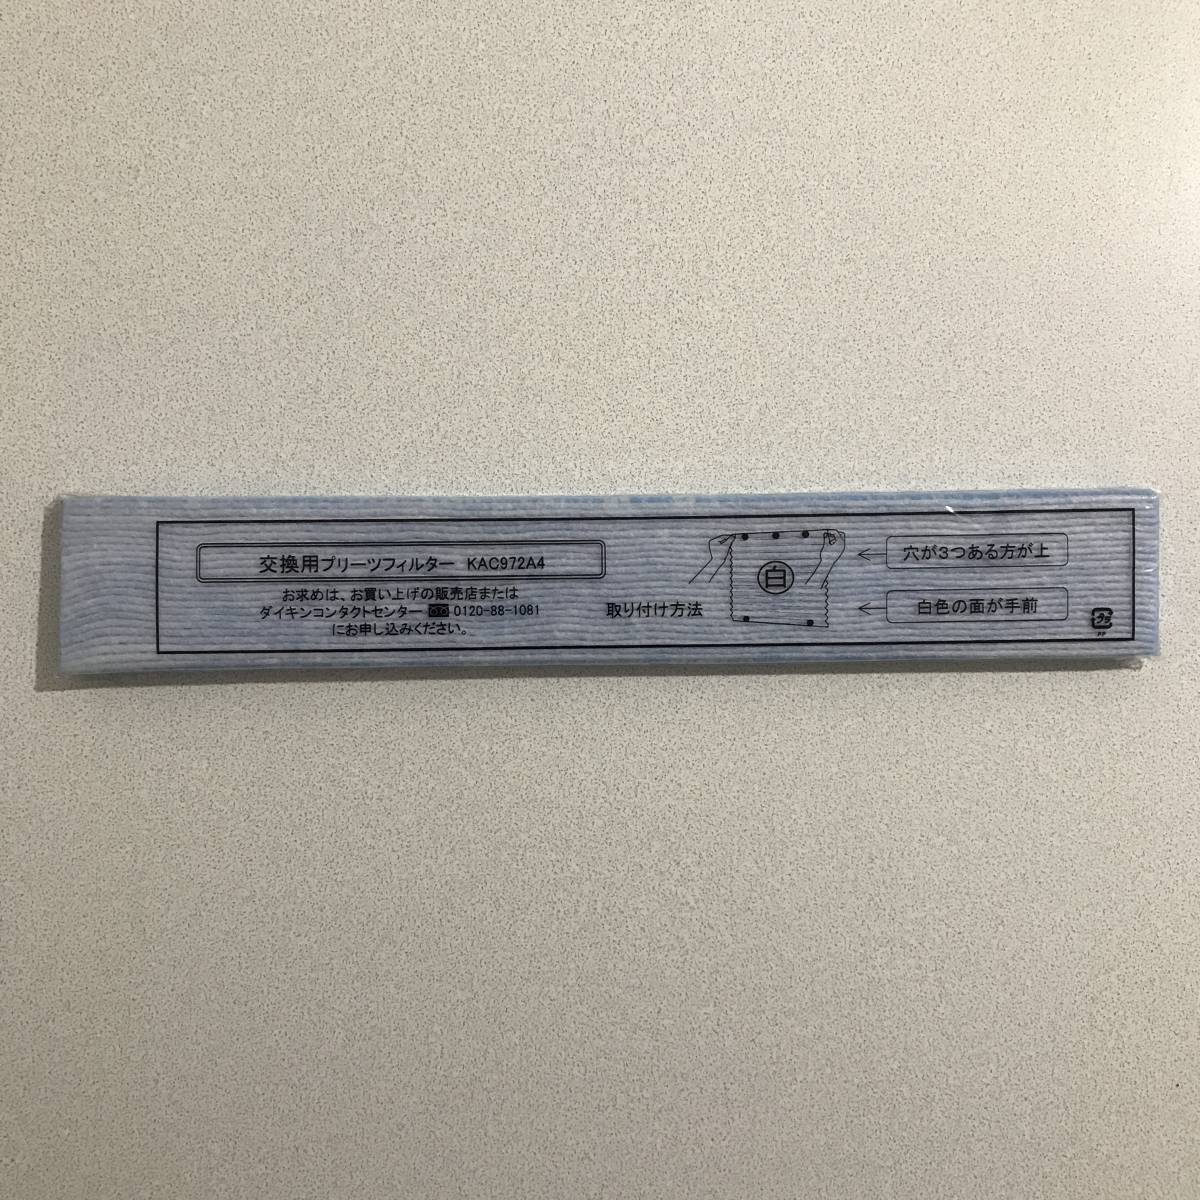 交換用プリーツフィルター KAC972A4
お求めは、お買い上げの販売店または
ダイキンコンタクトセンター 0120-88-1081
にお申し込みください。
取り付け方法
白
穴が3つある方が上
白色の面が手前
プラ
PP